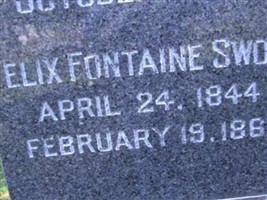 ELIX FONTAINE SWO
APRIL 24. 1844
FEBRUARY 19. 186